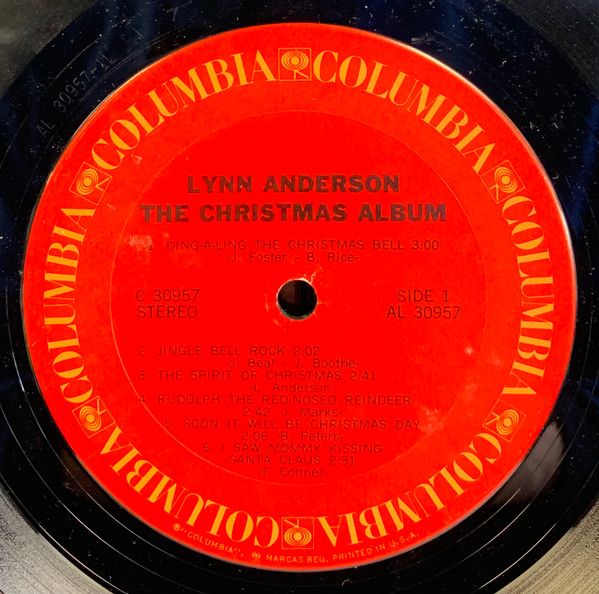 AL 30957-1L
COLUMBIA COLUMBIA COLUMBIA COLUMBIA COLUMBIA COLUMBIA
LYNN ANDERSON
THE CHRISTMAS ALBUM
1. DING-A-LING THE CHRISTMAS BELL 3:00
-J. Foster - B. Rice-
C 30957
STEREO
SIDE 1
AL 30957
2. JINGLE BELL ROCK 2:02
-J. Beal - J. Boothe-
3. THE SPIRIT OF CHRISTMAS 2:41
-L. Anderson-
4. RUDOLPH THE RED-NOSED REINDEER
2:42 -J. Marks-
5. SOON IT WILL BE CHRISTMAS DAY
2:06 -B. Peters-
6. I SAW MOMMY KISSING
SANTA CLAUS 2:31
-T. Conner-
® "COLUMBIA", MARCAS REG. PRINTED IN U.S.A.